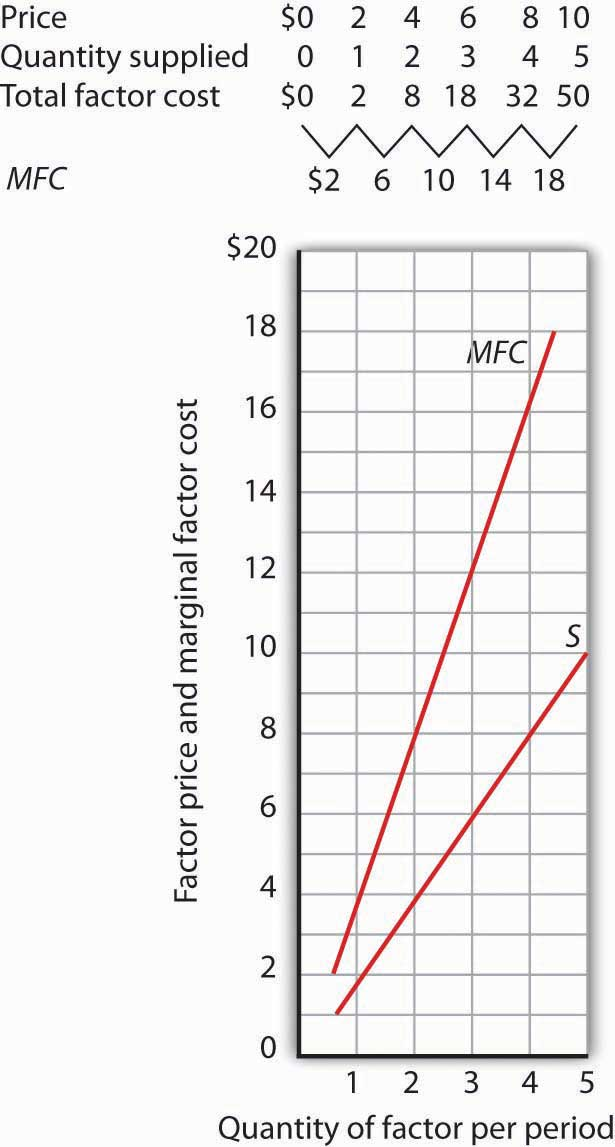 Price $0 2 4 6 8 10
Quantity supplied 0 1 2 3 4 5
Total factor cost $0 2 8 18 32 50
MFC $2 6 10 14 18
$20
18
MFC
16
14
12
10
S
8
6
4
2
0
1 2 3 4 5
Factor price and marginal factor cost
Quantity of factor per period